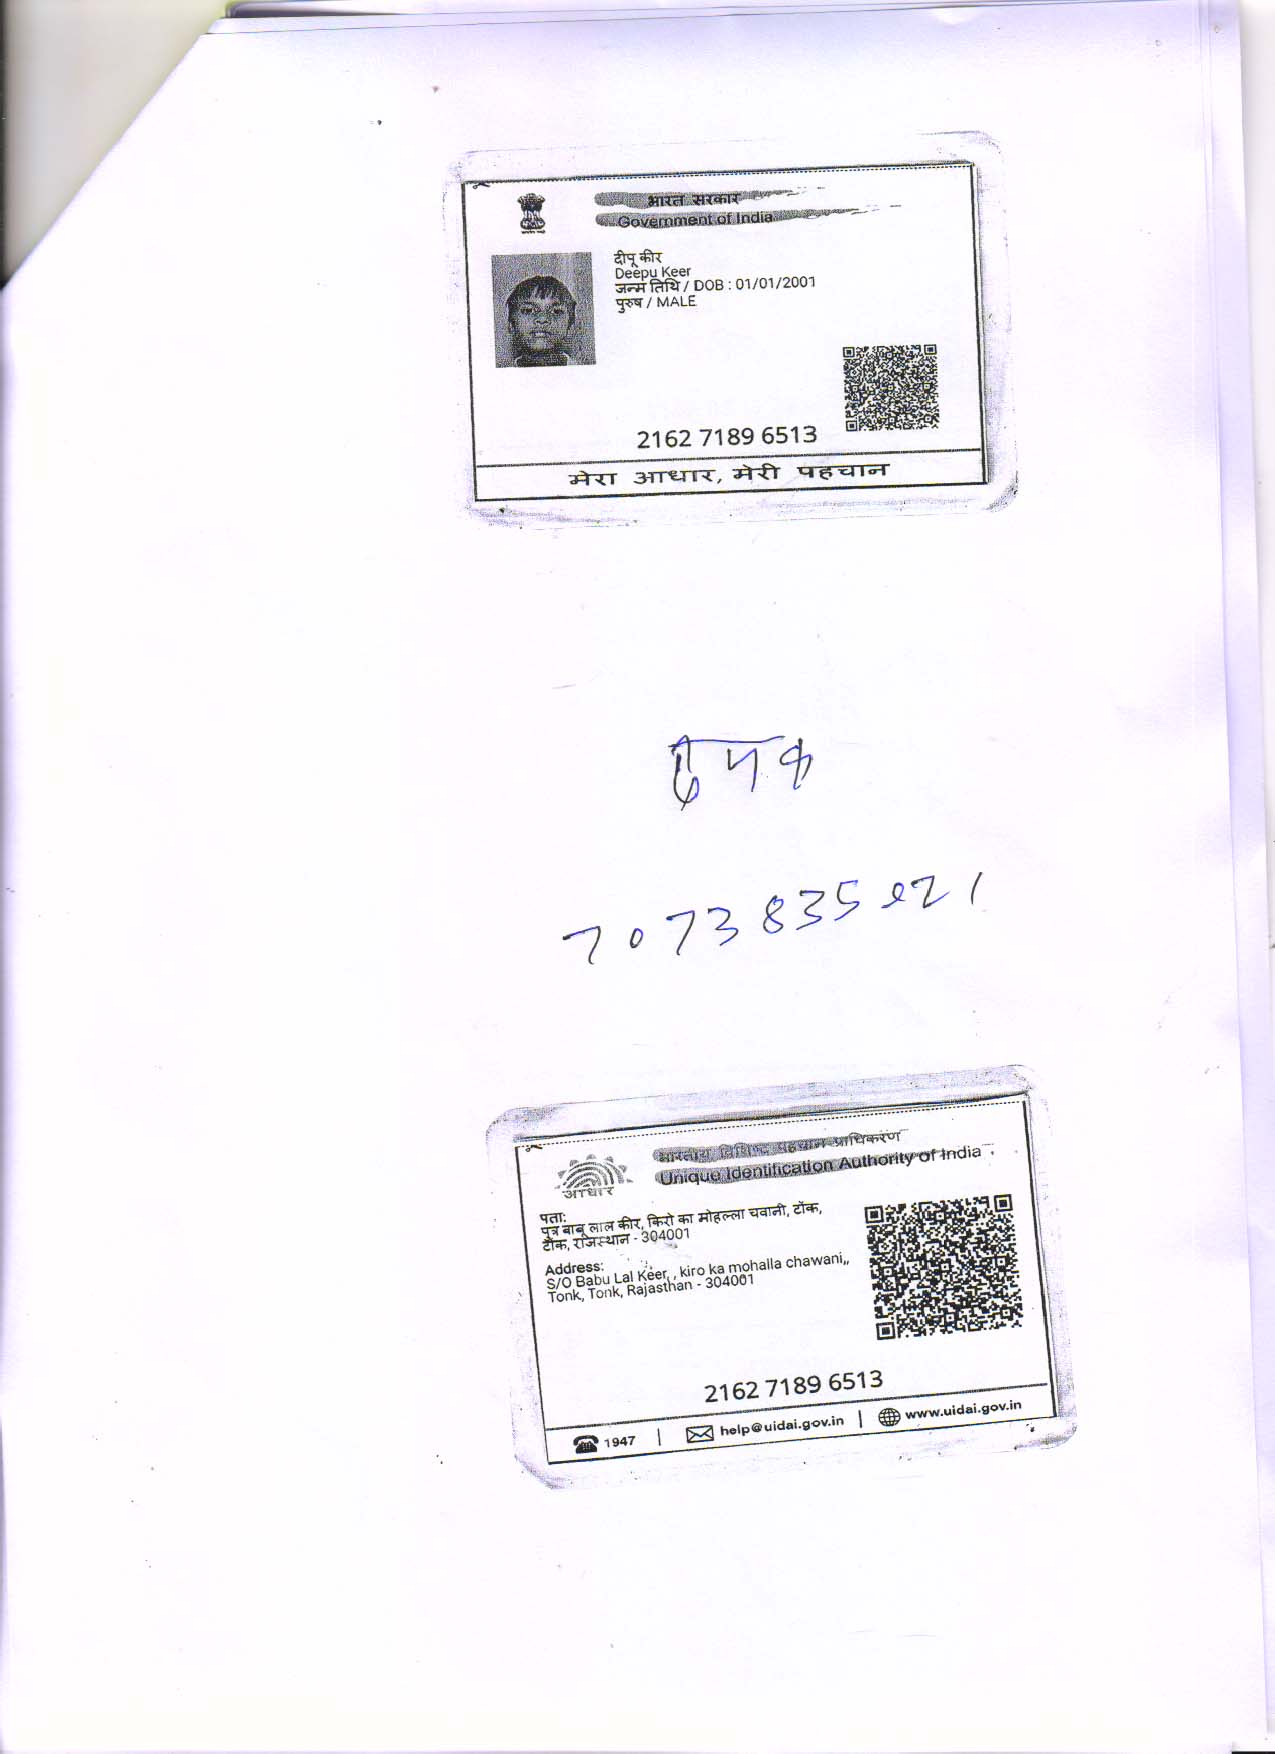 भारत सरकार
Government of India
दीपू कीर
Deepu Keer
जन्म तिथि / DOB : 01/01/2001
पुरुष / MALE
2162 7189 6513
मेरा आधार, मेरी पहचान
7073835
भारतीय विशिष्ट पहचान प्राधिकरण
Unique Identification Authority of India
आधार
पता:
पुत्र बाबू लाल कीर, किरो का मोहल्ला चवानी, टोंक,
टोंक, राजस्थान - 304001
Address:
S/O Babu Lal Keer, , kiro ka mohalla chawani,,
Tonk, Tonk, Rajasthan - 304001
2162 7189 6513
1947 | help@uidai.gov.in | www.uidai.gov.in